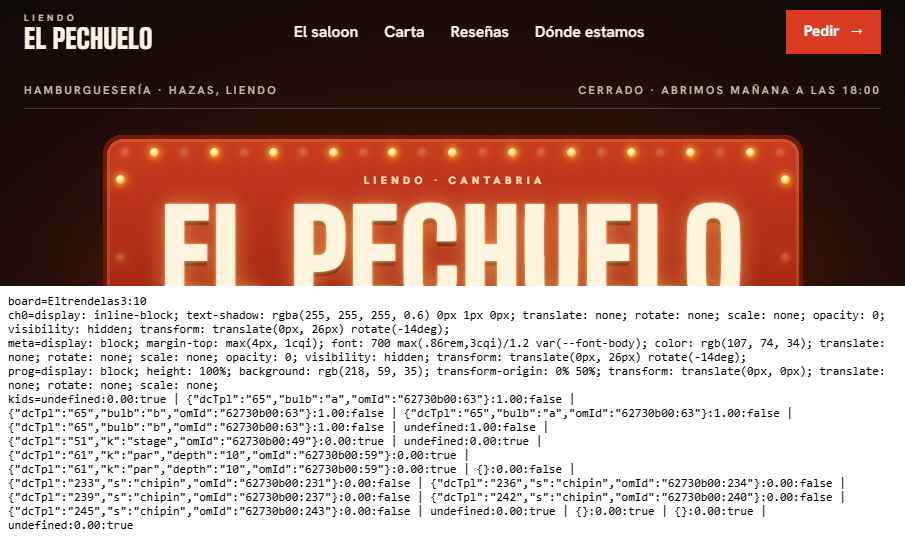 LIENDO
EL PECHUELO
El saloon
Carta
Reseñas
Dónde estamos
Pedir →
HAMBURGUESERÍA · HAZAS, LIENDO
CERRADO · ABRIMOS MAÑANA A LAS 18:00
LIENDO · CANTABRIA
EL PECHUELO
board=Eltrendelas3:10
ch0=display: inline-block; text-shadow: rgba(255, 255, 255, 0.6) 0px 1px 0px; translate: none; rotate: none; scale: none; opacity: 0;
visibility: hidden; transform: translate(0px, 26px) rotate(-14deg);
meta=display: block; margin-top: max(4px, 1cqi); font: 700 max(.86rem,3cqi)/1.2 var(--font-body); color: rgb(107, 74, 34); translate:
none; rotate: none; scale: none; opacity: 0; visibility: hidden; transform: translate(0px, 26px) rotate(-14deg);
prog=display: block; height: 100%; background: rgb(218, 59, 35); transform-origin: 0% 50%; transform: translate(0px, 0px); translate:
none; rotate: none; scale: none;
kids=undefined:0.00:true | {"dcTpl":"65","bulb":"a","omId":"62730b00:63"}:1.00:false |
{"dcTpl":"65","bulb":"b","omId":"62730b00:63"}:1.00:false | {"dcTpl":"65","bulb":"a","omId":"62730b00:63"}:1.00:false |
{"dcTpl":"65","bulb":"b","omId":"62730b00:63"}:1.00:false | undefined:1.00:false |
{"dcTpl":"51","k":"stage","omId":"62730b00:49"}:0.00:true | undefined:0.00:true |
{"dcTpl":"61","k":"par","depth":"10","omId":"62730b00:59"}:0.00:true |
{"dcTpl":"61","k":"par","depth":"10","omId":"62730b00:59"}:0.00:true | {}:0.00:false |
{"dcTpl":"233","s":"chipin","omId":"62730b00:231"}:0.00:false | {"dcTpl":"236","s":"chipin","omId":"62730b00:234"}:0.00:false |
{"dcTpl":"239","s":"chipin","omId":"62730b00:237"}:0.00:false | {"dcTpl":"242","s":"chipin","omId":"62730b00:240"}:0.00:false |
{"dcTpl":"245","s":"chipin","omId":"62730b00:243"}:0.00:false | undefined:0.00:true | {}:0.00:true | {}:0.00:true |
undefined:0.00:true